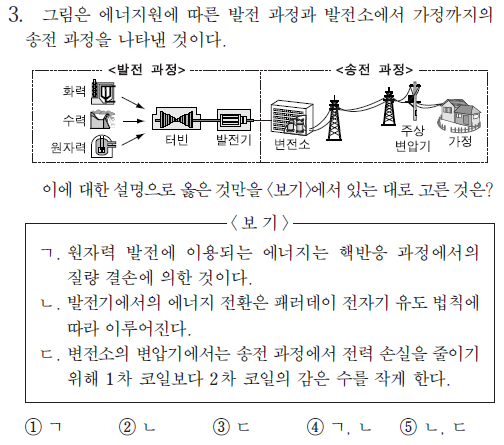 3. 그림은 에너지원에 따른 발전 과정과 발전소에서 가정까지의
송전 과정을 나타낸 것이다.
<발전 과정>
<송전 과정>
화력
수력
원자력
터빈
발전기
변전소
주상
변압기
가정
이에 대한 설명으로 옳은 것만을 <보기>에서 있는 대로 고른 것은?
<보 기>
ㄱ. 원자력 발전에 이용되는 에너지는 핵반응 과정에서의
질량 결손에 의한 것이다.
ㄴ. 발전기에서의 에너지 전환은 패러데이 전자기 유도 법칙에
따라 이루어진다.
ㄷ. 변전소의 변압기에서는 송전 과정에서 전력 손실을 줄이기
위해 1차 코일보다 2차 코일의 감은 수를 작게 한다.
① ㄱ ② ㄴ ③ ㄷ ④ ㄱ, ㄴ ⑤ ㄴ, ㄷ